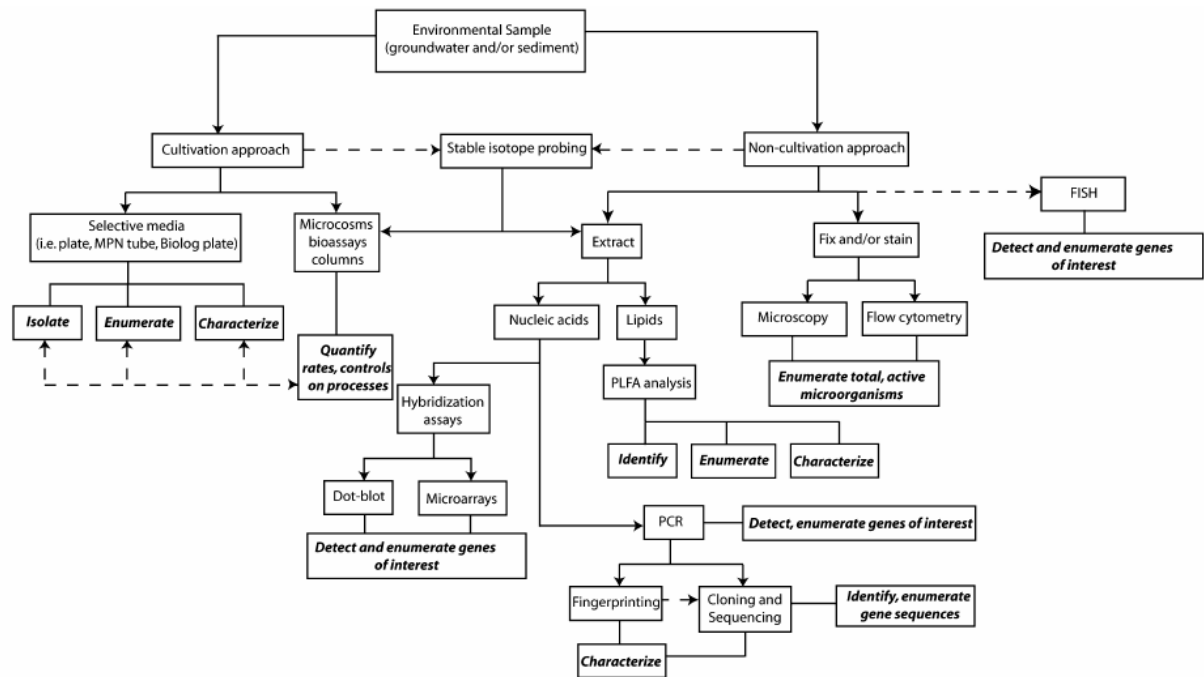 Environmental Sample
(groundwater and/or sediment)
Cultivation approach
Stable isotope probing
Non-cultivation approach
FISH
Selective media
(i.e. plate, MPN tube, Biolog plate)
Microcosms
bioassays
columns
Extract
Fix and/or stain
Detect and enumerate genes
of interest
Isolate
Enumerate
Characterize
Nucleic acids
Lipids
Microscopy
Flow cytometry
Quantify
rates, controls
on processes
PLFA analysis
Enumerate total, active
microorganisms
Hybridization
assays
Identify
Enumerate
Characterize
Dot-blot
Microarrays
PCR
Detect, enumerate genes of interest
Detect and enumerate genes
of interest
Fingerprinting
Cloning and
Sequencing
Identify, enumerate
gene sequences
Characterize